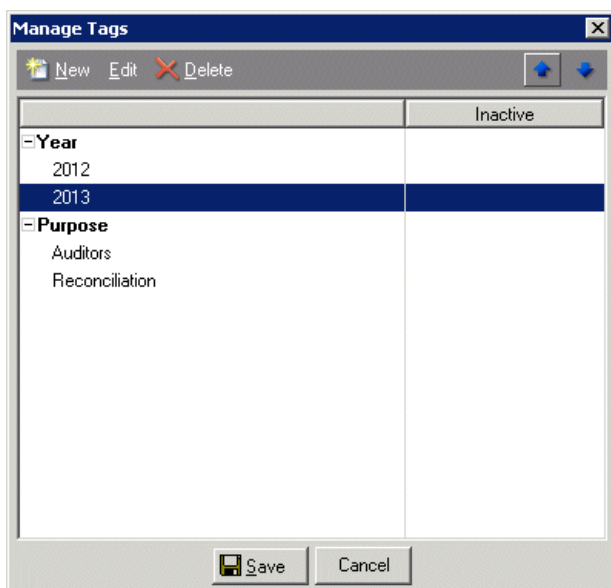 Manage Tags
New Edit Delete
Inactive
Year
2012
2013
Purpose
Auditors
Reconciliation
Save Cancel